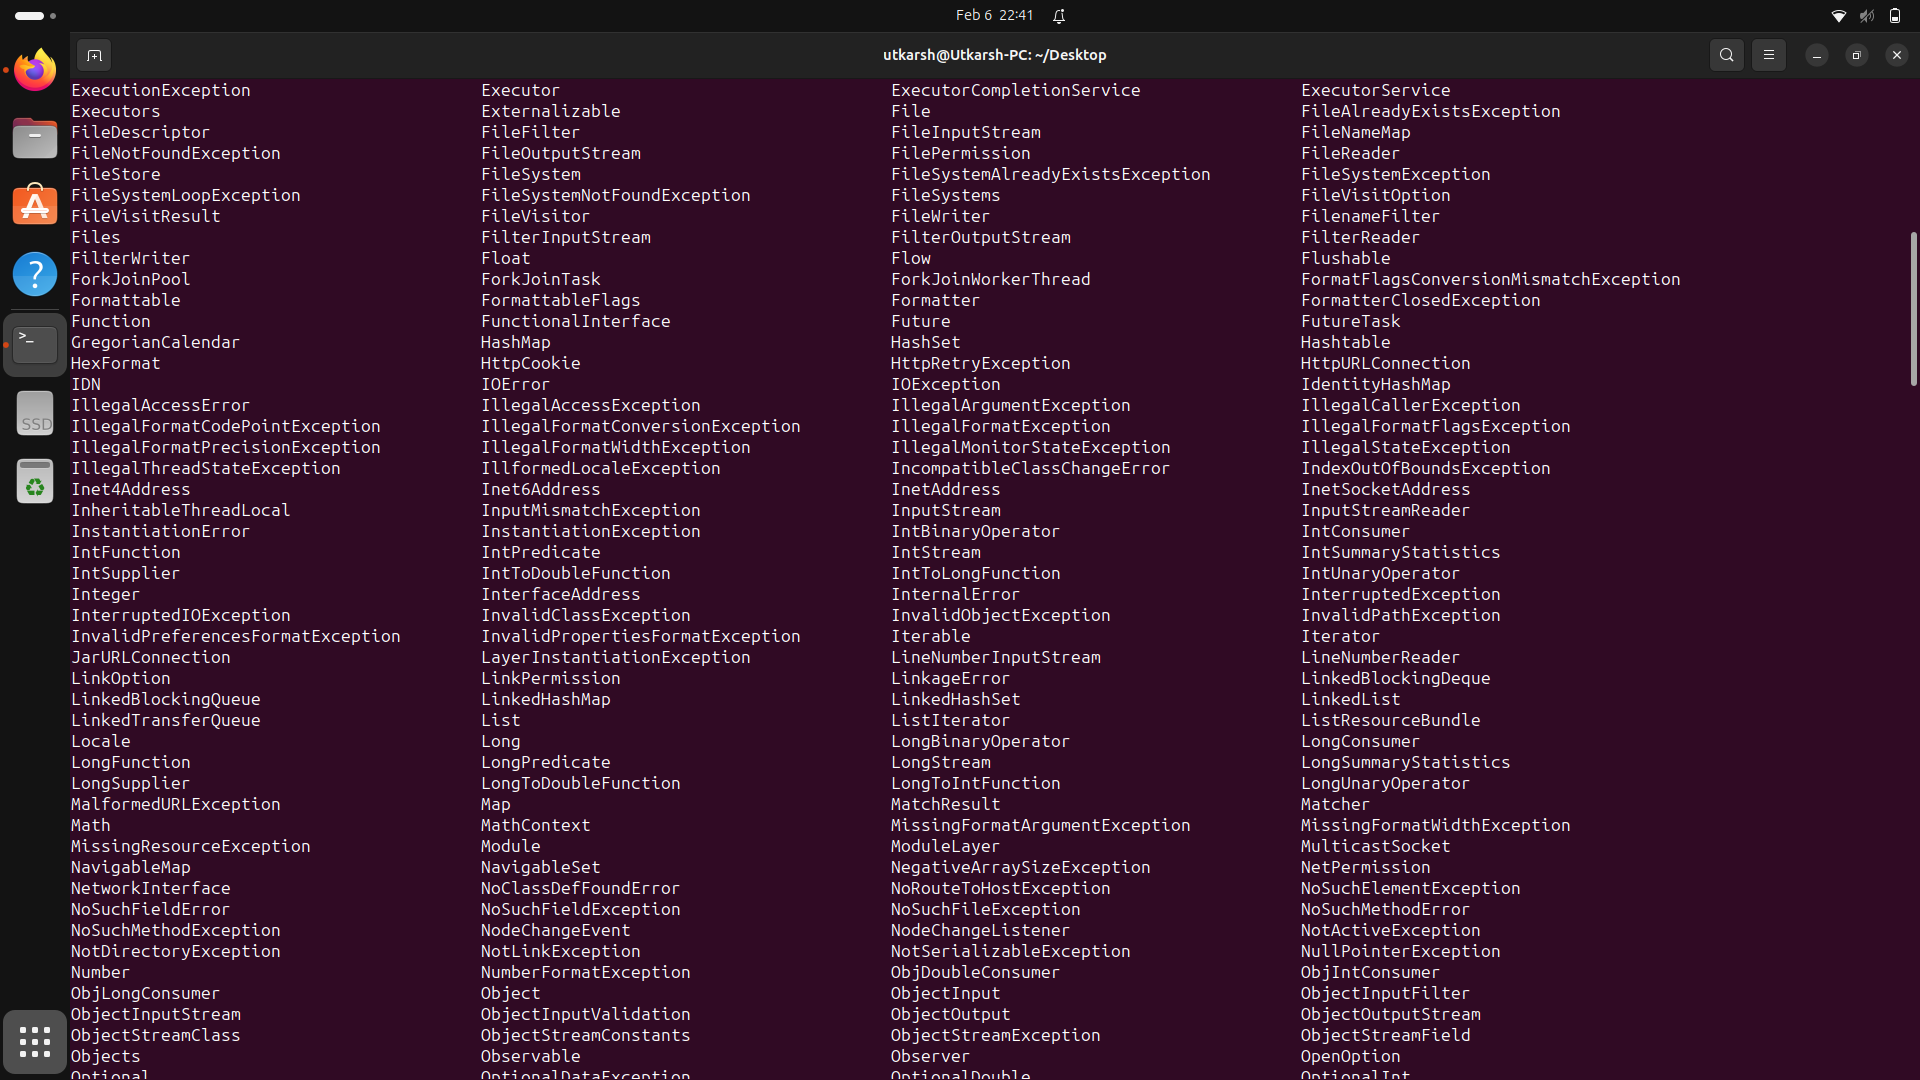 Feb 6 22:41
utkarsh@Utkarsh-PC: ~/Desktop
ExecutionException Executor ExecutorCompletionService ExecutorService
Executors Externalizable File FileAlreadyExistsException
FileDescriptor FileFilter FileInputStream FileNameMap
FileNotFoundException FileOutputStream FilePermission FileReader
FileStore FileSystem FileSystemAlreadyExistsException FileSystemException
FileSystemLoopException FileSystemNotFoundException FileSystems FileVisitOption
FileVisitResult FileVisitor FileWriter FilenameFilter
Files FilterInputStream FilterOutputStream FilterReader
FilterWriter Float Flow Flushable
ForkJoinPool ForkJoinTask ForkJoinWorkerThread FormatFlagsConversionMismatchException
Formattable FormattableFlags Formatter FormatterClosedException
Function FunctionalInterface Future FutureTask
GregorianCalendar HashMap HashSet Hashtable
HexFormat HttpCookie HttpRetryException HttpURLConnection
IDN IOError IOException IdentityHashMap
IllegalAccessError IllegalAccessException IllegalArgumentException IllegalCallerException
IllegalFormatCodePointException IllegalFormatConversionException IllegalFormatException IllegalFormatFlagsException
IllegalFormatPrecisionException IllegalFormatWidthException IllegalMonitorStateException IllegalStateException
IllegalThreadStateException IllformedLocaleException IncompatibleClassChangeError IndexOutOfBoundsException
Inet4Address Inet6Address InetAddress InetSocketAddress
InheritableThreadLocal InputMismatchException InputStream InputStreamReader
InstantiationError InstantiationException IntBinaryOperator IntConsumer
IntFunction IntPredicate IntStream IntSummaryStatistics
IntSupplier IntToDoubleFunction IntToLongFunction IntUnaryOperator
Integer InterfaceAddress InternalError InterruptedException
InterruptedIOException InvalidClassException InvalidObjectException InvalidPathException
InvalidPreferencesFormatException InvalidPropertiesFormatException Iterable Iterator
JarURLConnection LayerInstantiationException LineNumberInputStream LineNumberReader
LinkOption LinkPermission LinkageError LinkedBlockingDeque
LinkedBlockingQueue LinkedHashMap LinkedHashSet LinkedList
LinkedTransferQueue List ListIterator ListResourceBundle
Locale Long LongBinaryOperator LongConsumer
LongFunction LongPredicate LongStream LongSummaryStatistics
LongSupplier LongToDoubleFunction LongToIntFunction LongUnaryOperator
MalformedURLException Map MatchResult Matcher
Math MathContext MissingFormatArgumentException MissingFormatWidthException
MissingResourceException Module ModuleLayer MulticastSocket
NavigableMap NavigableSet NegativeArraySizeException NetPermission
NetworkInterface NoClassDefFoundError NoRouteToHostException NoSuchElementException
NoSuchFieldError NoSuchFieldException NoSuchFileException NoSuchMethodError
NoSuchMethodException NodeChangeEvent NodeChangeListener NotActiveException
NotDirectoryException NotLinkException NotSerializableException NullPointerException
Number NumberFormatException ObjDoubleConsumer ObjIntConsumer
ObjLongConsumer Object ObjectInput ObjectInputFilter
ObjectInputStream ObjectInputValidation ObjectOutput ObjectOutputStream
ObjectStreamClass ObjectStreamConstants ObjectStreamException ObjectStreamField
Objects Observable Observer OpenOption
Optional OptionalDataException OptionalDouble OptionalInt
SSD